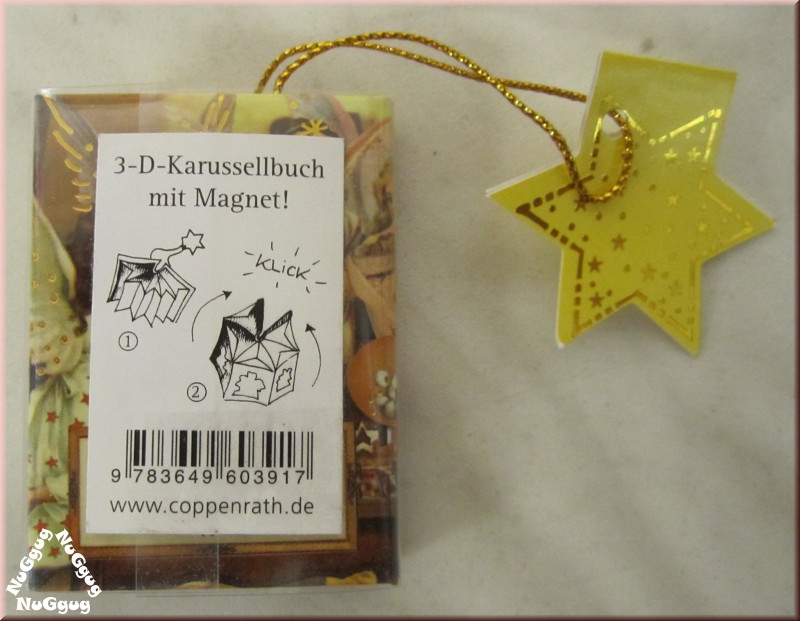 3-D-Karussellbuch
mit Magnet!
KLICK
1
2
9 783649 603917
www.coppenrath.de
NuGgug NuGgug
NuGgug